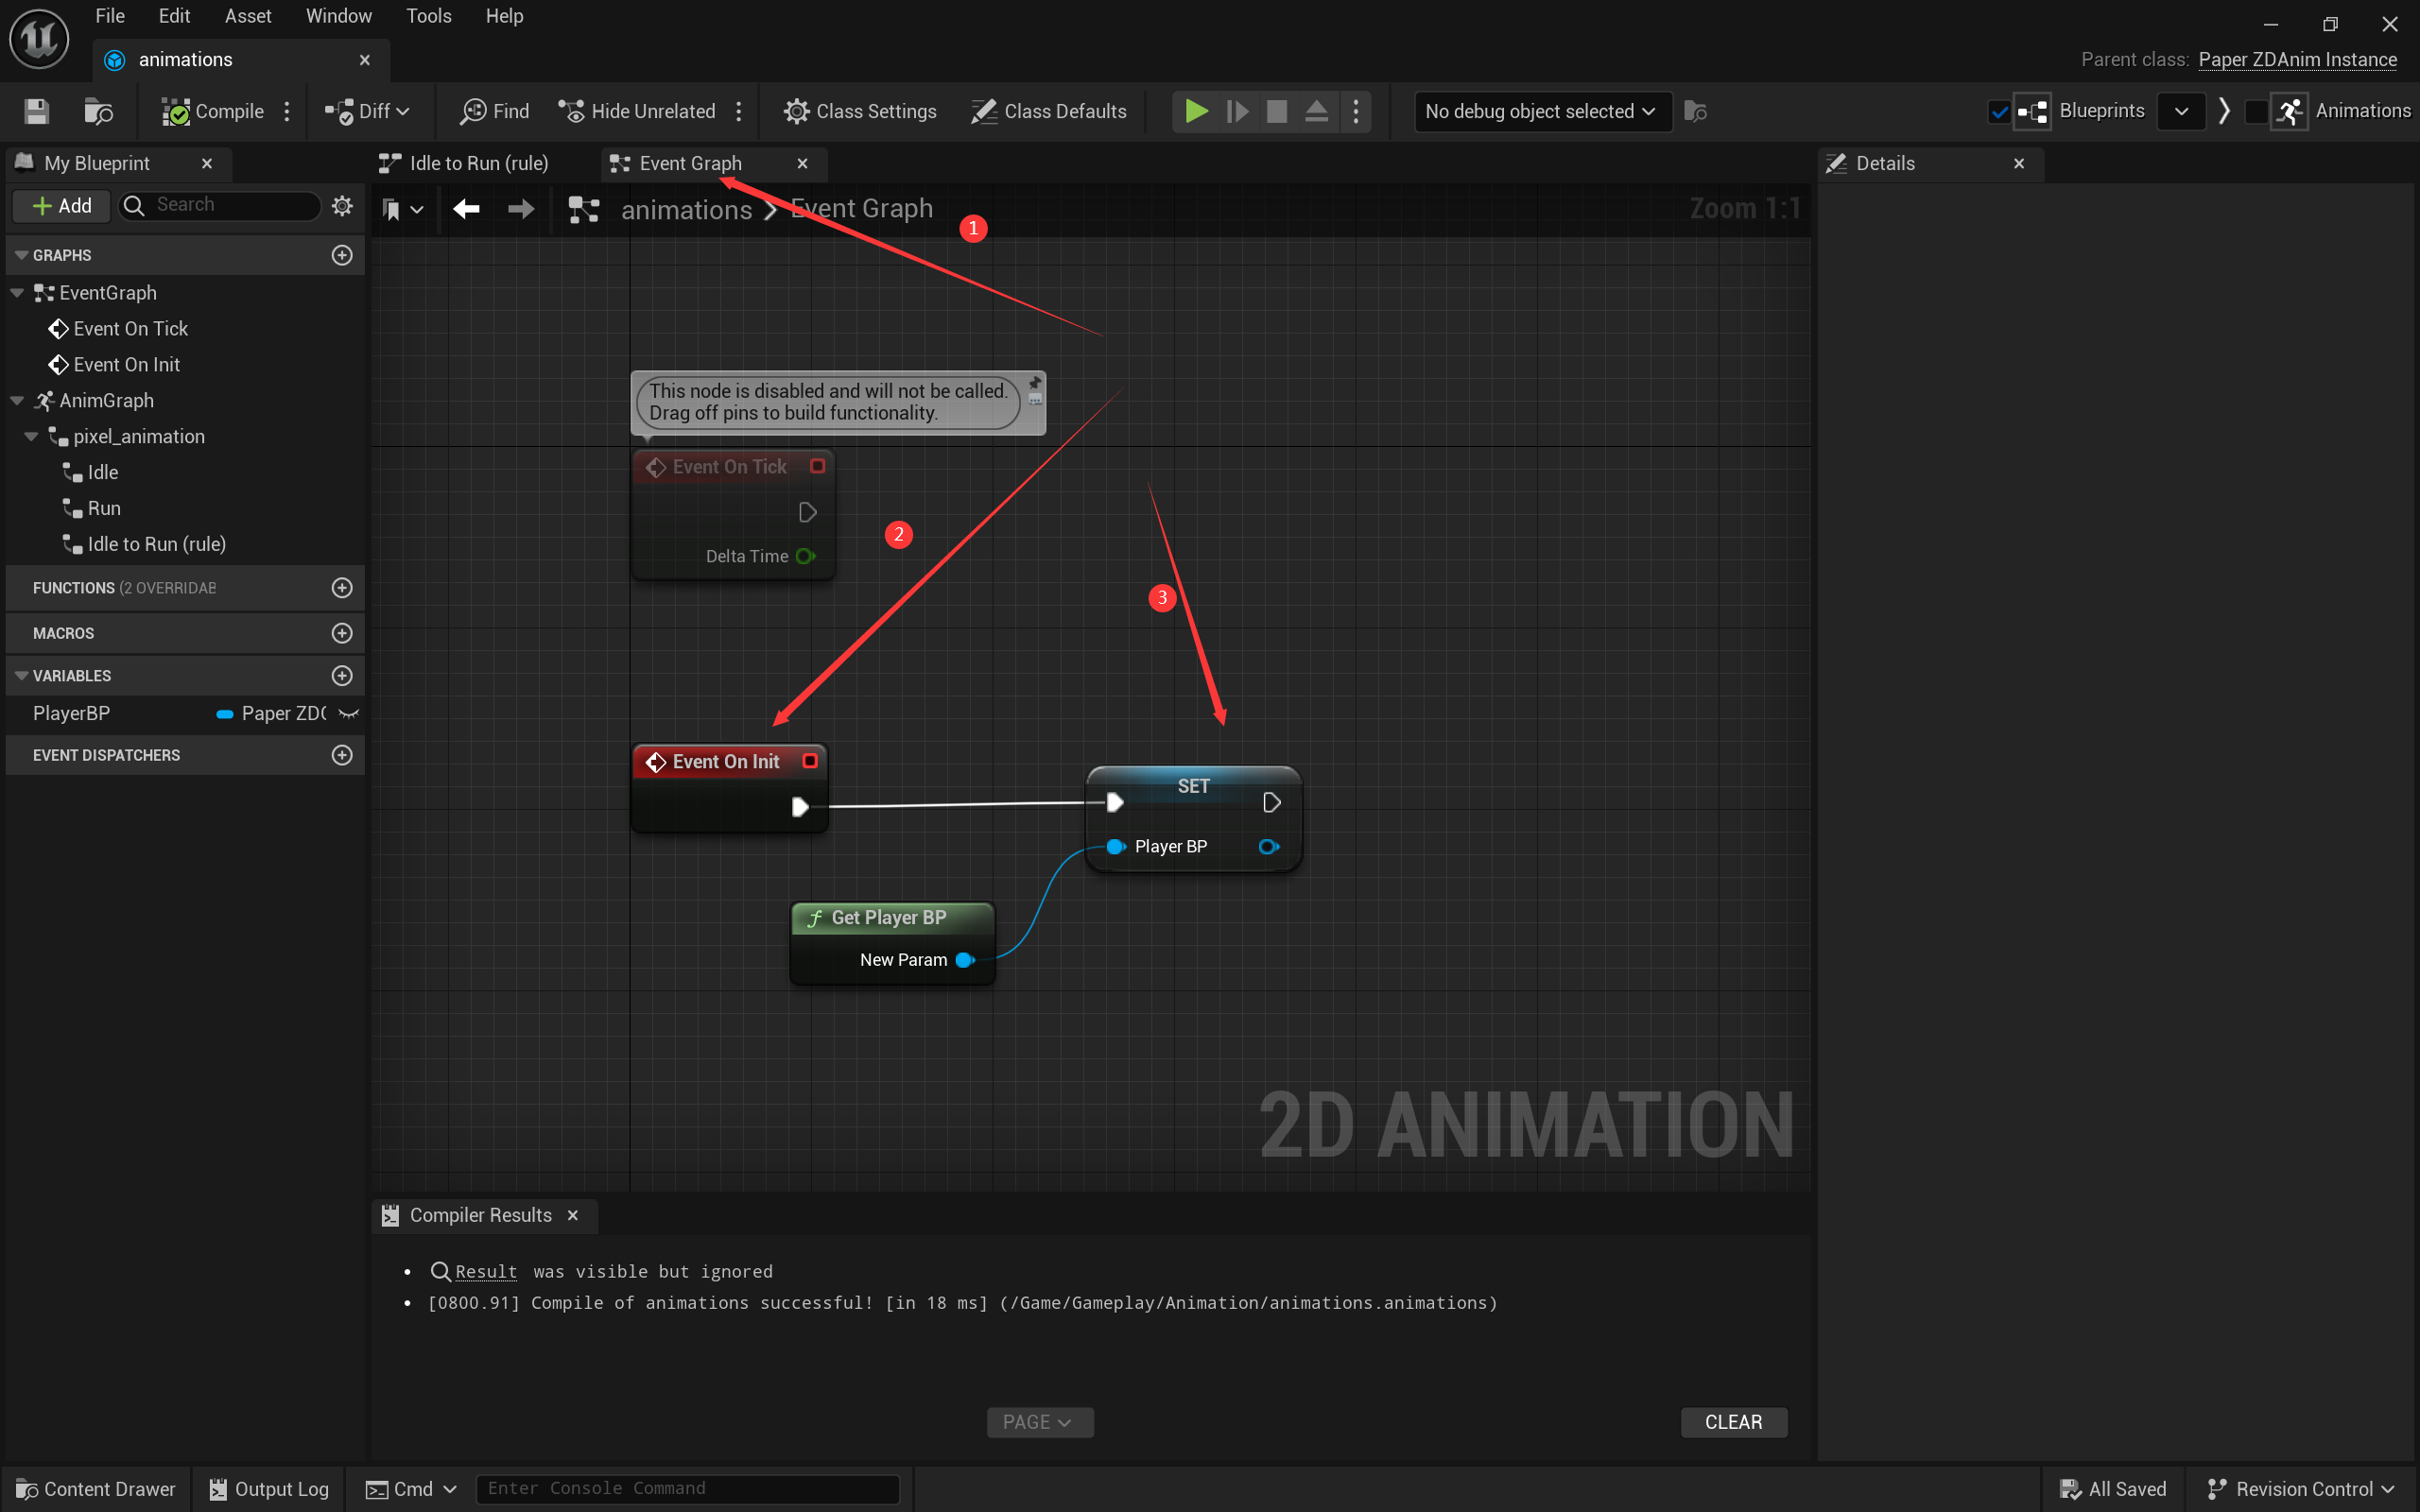 File Edit Asset Window Tools Help
animations
Parent class: Paper ZDAnim Instance
Compile Diff Find Hide Unrelated Class Settings Class Defaults No debug object selected Blueprints Animations
My Blueprint
Idle to Run (rule) Event Graph
Details
Add Search
animations Event Graph Zoom 1:1
1
GRAPHS
EventGraph
Event On Tick
Event On Init
AnimGraph
pixel_animation
Idle
Run
Idle to Run (rule)
FUNCTIONS (2 OVERRIDAB
MACROS
VARIABLES
PlayerBP Paper ZD
EVENT DISPATCHERS
This node is disabled and will not be called.
Drag off pins to build functionality.
Event On Tick
Delta Time
2
3
Event On Init
SET
Player BP
Get Player BP
New Param
2D ANIMATION
Compiler Results
Result was visible but ignored
[0800.91] Compile of animations successful! [in 18 ms] (/Game/Gameplay/Animation/animations.animations)
PAGE
CLEAR
Content Drawer Output Log Cmd Enter Console Command All Saved Revision Control